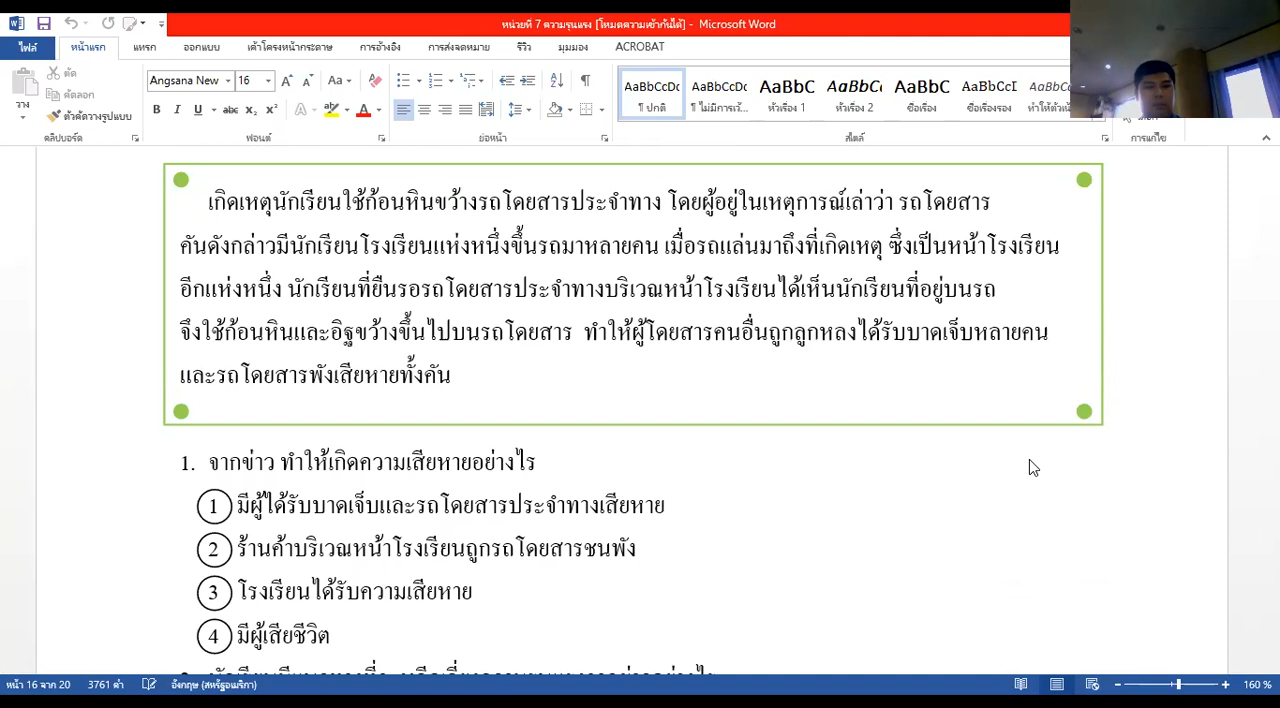 หน่วยที่ 7 ความรุนแรง [โหมดความเข้ากันได้] - Microsoft Word
ไฟล์ หน้าแรก แทรก ออกแบบ เค้าโครงหน้ากระดาษ การอ้างอิง การส่งจดหมาย รีวิว มุมมอง ACROBAT
วาง
ตัด
คัดลอก
ตัวคัดวางรูปแบบ
Angsana New 16
AaBbCcDc AaBbCcDc AaBbC AaBbC AaBbC AaBbCcI AaBbCcI
¶ ปกติ ¶ ไม่มีการเว้... หัวเรื่อง 1 หัวเรื่อง 2 ชื่อเรื่อง ชื่อเรื่องรอง ทำให้ตัวเน้...
คลิปบอร์ด ฟอนต์ ย่อหน้า สไตล์ การแก้ไข
เกิดเหตุนักเรียนใช้ก้อนหินขว้างรถโดยสารประจำทาง โดยผู้อยู่ในเหตุการณ์เล่าว่า รถโดยสาร
คันดังกล่าวมีนักเรียนโรงเรียนแห่งหนึ่งขึ้นรถมาหลายคน เมื่อรถแล่นมาถึงที่เกิดเหตุ ซึ่งเป็นหน้าโรงเรียน
อีกแห่งหนึ่ง นักเรียนที่ยืนรอรถโดยสารประจำทางบริเวณหน้าโรงเรียนได้เห็นนักเรียนที่อยู่บนรถ
จึงใช้ก้อนหินและอิฐขว้างขึ้นไปบนรถโดยสาร ทำให้ผู้โดยสารคนอื่นถูกลูกหลงได้รับบาดเจ็บหลายคน
และรถโดยสารพังเสียหายทั้งคัน
1. จากข่าว ทำให้เกิดความเสียหายอย่างไร
1 มีผู้ได้รับบาดเจ็บและรถโดยสารประจำทางเสียหาย
2 ร้านค้าบริเวณหน้าโรงเรียนถูกรถโดยสารชนพัง
3 โรงเรียนได้รับความเสียหาย
4 มีผู้เสียชีวิต
หน้า 16 จาก 20 3761 คำ อังกฤษ (สหรัฐอเมริกา) 160 %